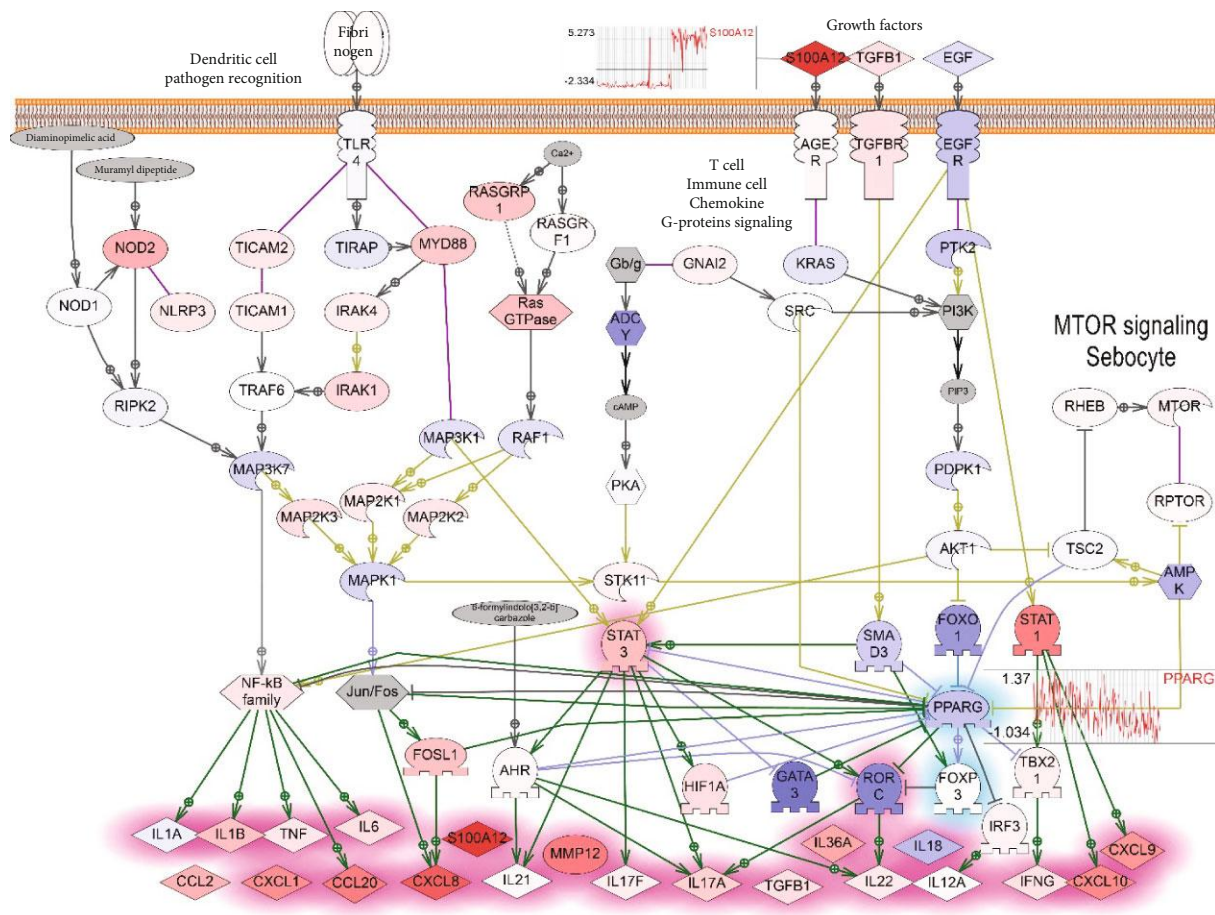 Fibri
nogen
5.273
S100A12
-2.334
Growth factors
Dendritic cell
pathogen recognition
S100A12
TGFB1
EGF
Diaminopimelic acid
Muramyl dipeptide
TLR
4
Ca2+
AGE
R
TGFBR
1
EGF
R
T cell
Immune cell
Chemokine
G-proteins signaling
RASGRP
1
RASGR
F1
NOD2
TICAM2
TIRAP
MYD88
Gb/g
GNAI2
KRAS
PTK2
NOD1
NLRP3
TICAM1
IRAK4
Ras
GTPase
ADC
Y
SRC
PI3K
MTOR signaling
Sebocyte
RIPK2
TRAF6
IRAK1
cAMP
PIP3
RHEB
MTOR
MAP3K7
MAP3K1
RAF1
PKA
PDPK1
RPTOR
MAP2K3
MAP2K1
MAP2K2
MAPK1
STK11
AKT1
TSC2
AMP
K
6-formylindolo[3,2-b]
carbazole
STAT
3
SMA
D3
FOXO
1
STAT
1
NF-kB
family
Jun/Fos
PPARG
1.37
PPARG
-1.034
FOSL1
AHR
HIF1A
GATA
3
ROR
C
FOXP
3
TBX2
1
IRF3
IL1A
IL1B
TNF
IL6
S100A12
MMP12
IL36A
IL18
CXCL9
CCL2
CXCL1
CCL20
CXCL8
IL21
IL17F
IL17A
TGFB1
IL22
IL12A
IFNG
CXCL10